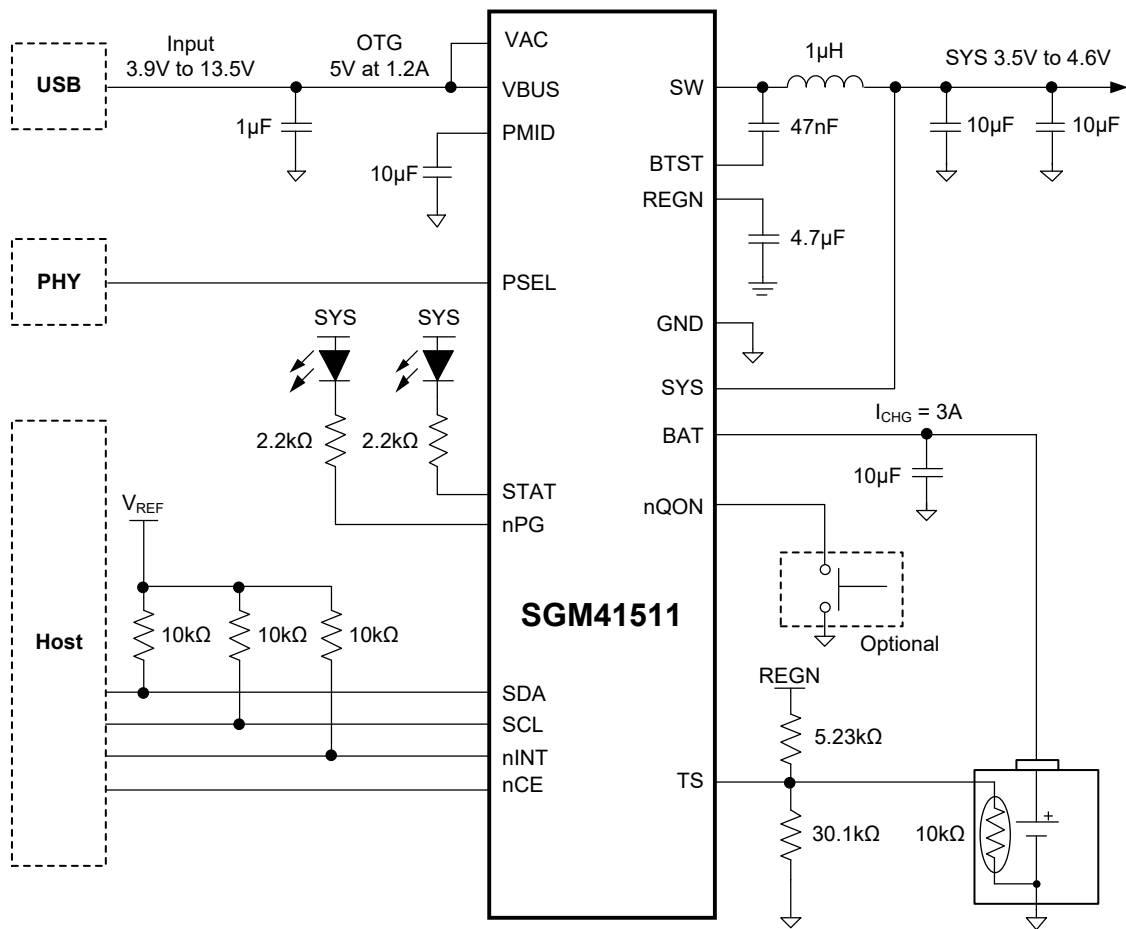 USB
Input
3.9V to 13.5V
OTG
5V at 1.2A
1µF
10µF
PHY
SYS
SYS
2.2kΩ
2.2kΩ
VREF
Host
10kΩ
10kΩ
10kΩ
VAC
VBUS
PMID
PSEL
STAT
nPG
SDA
SCL
nINT
nCE
SGM41511
SW
BTST
REGN
GND
SYS
BAT
nQON
TS
1µH
SYS 3.5V to 4.6V
47nF
10µF
10µF
4.7µF
ICHG = 3A
10µF
Optional
REGN
5.23kΩ
30.1kΩ
10kΩ
+